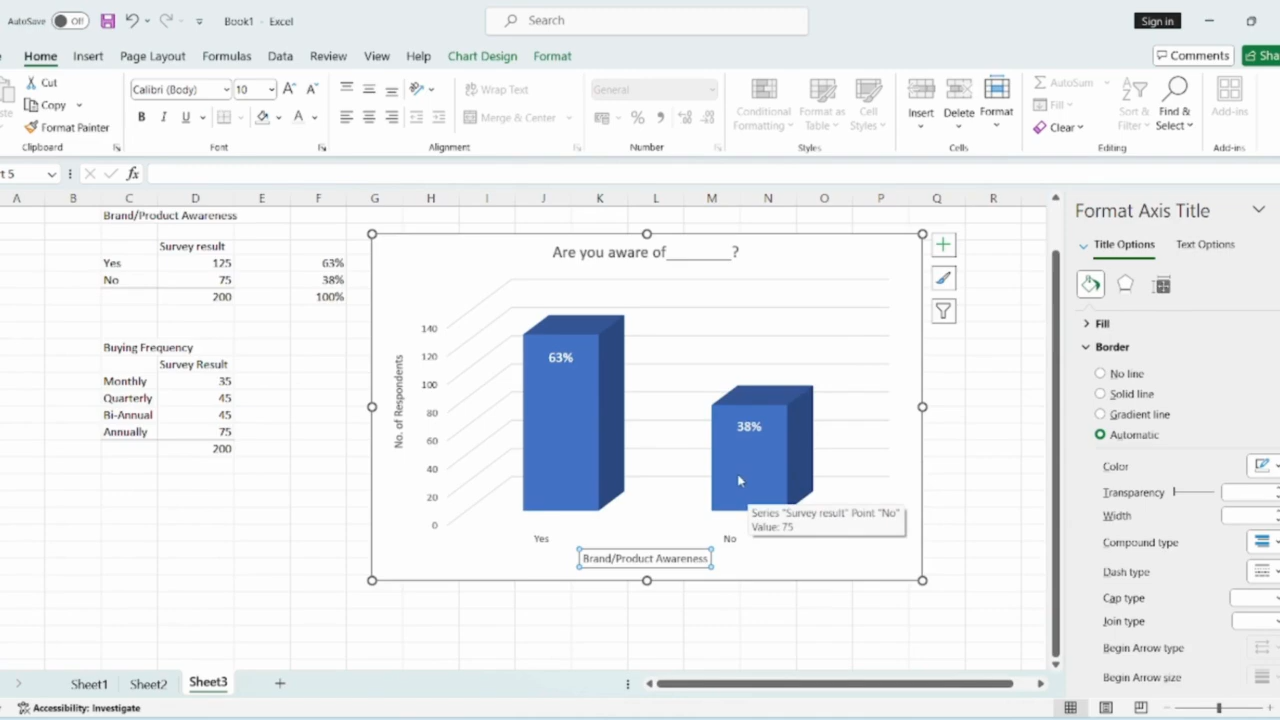 AutoSave Off Book1 - Excel Search Sign in
Home Insert Page Layout Formulas Data Review View Help Chart Design Format Comments
Cut
Copy
Format Painter
Clipboard
Calibri (Body) 10
B I U A
Font
Wrap Text
Merge & Center
Alignment
General
%
Number
Conditional Formatting
Format as Table
Cell Styles
Styles
Insert Delete Format
Cells
AutoSum
Fill
Clear
Sort & Filter
Find & Select
Editing
Add-ins
Add-ins
fx
A B C D E F G H I J K L M N O P Q R
Brand/Product Awareness
Survey result
Yes 125 63%
No 75 38%
200 100%
Buying Frequency
Survey Result
Monthly 35
Quarterly 45
Bi-Annual 45
Annually 75
200
Are you aware of________?
140
120
100
80
60
40
20
0
No. of Respondents
63%
38%
Series "Survey result" Point "No"
Value: 75
Yes No
Brand/Product Awareness
Format Axis Title
Title Options Text Options
Fill
Border
No line
Solid line
Gradient line
Automatic
Color
Transparency
Width
Compound type
Dash type
Cap type
Join type
Begin Arrow type
Begin Arrow size
Sheet1 Sheet2 Sheet3
Accessibility: Investigate